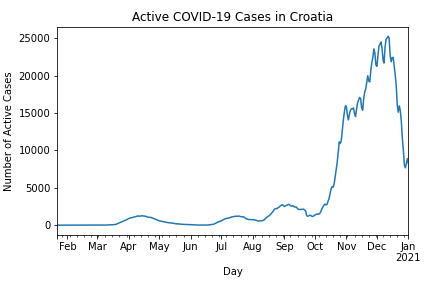 Active COVID-19 Cases in Croatia
25000
20000
15000
10000
5000
0
Number of Active Cases
Feb Mar Apr May Jun Jul Aug Sep Oct Nov Dec Jan
2021
Day